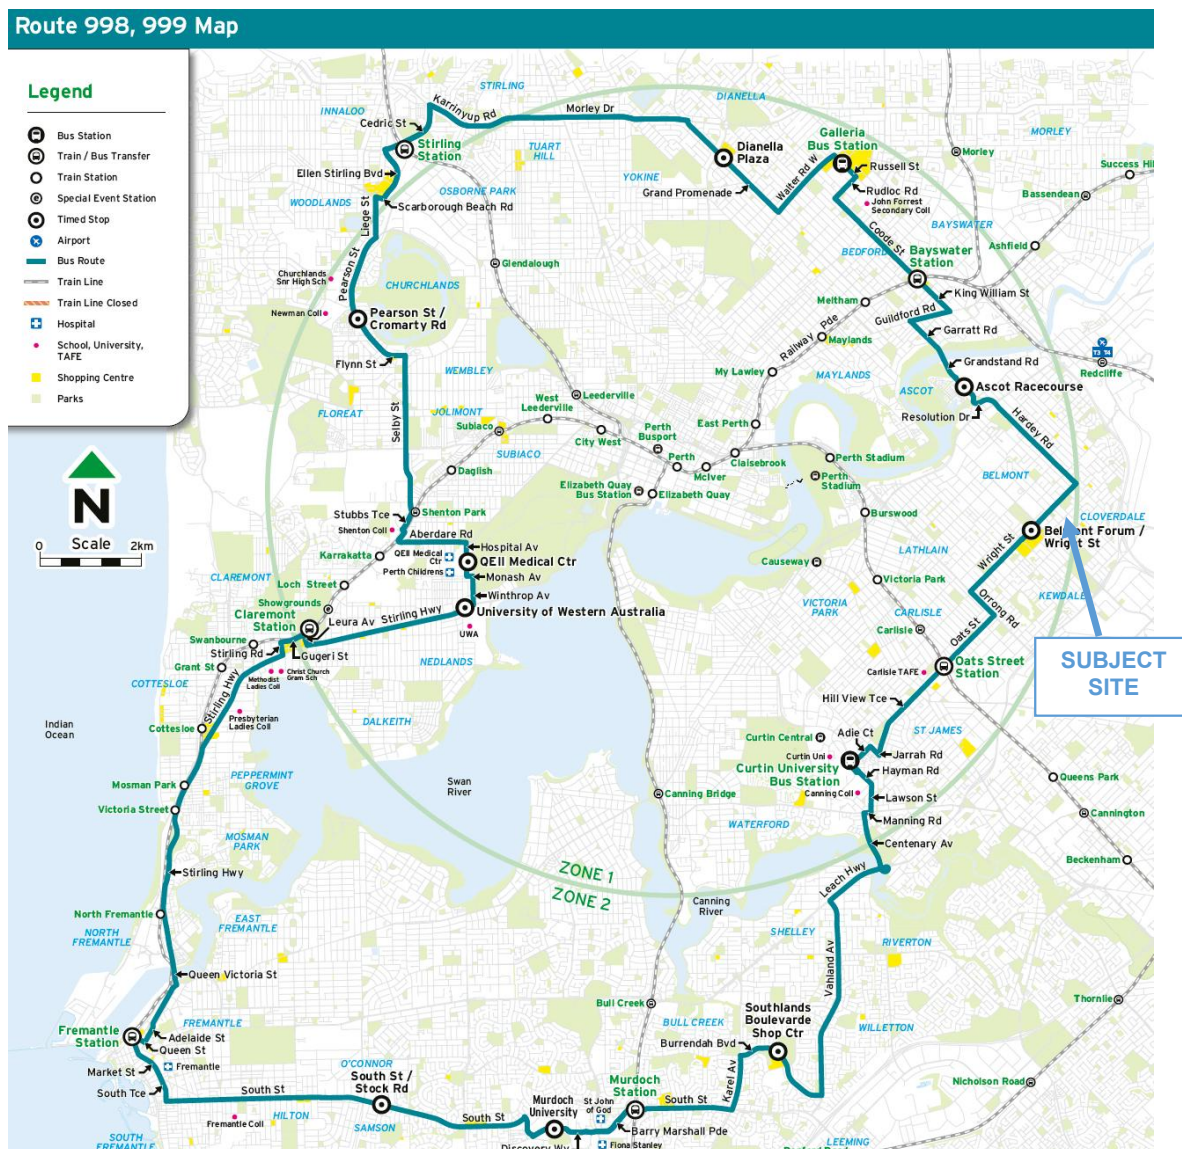 Route 998, 999 Map
Legend
Bus Station
Train / Bus Transfer
Train Station
Special Event Station
Timed Stop
Airport
Bus Route
Train Line
Train Line Closed
Hospital
School, University,
TAFE
Shopping Centre
Parks
N
0 Scale 2km
STIRLING
INNALOO
Karrinyup Rd
Morley Dr
DIANELLA
Cedric St
Stirling
Station
TUART
HILL
Dianella
Plaza
Galleria
Bus Station
MORLEY
Morley
Russell St
Success Hill
Ellen Stirling Blvd
OSBORNE PARK
YOKINE
Grand Promenade
Walter Rd W
Rudloc Rd
John Forrest
Secondary Coll
Bassendean
WOODLANDS
Liege St
Scarborough Beach Rd
BAYSWATER
Coode St
BEDFORD
Bayswater
Station
Ashfield
Pearson St
Churchlands
Snr High Sch
Glendalough
CHURCHLANDS
King William St
Meltham
Guildford Rd
Newman Coll
Pearson St /
Cromarty Rd
Railway Pde
Maylands
Garratt Rd
T3 T4
Redcliffe
Flynn St
WEMBLEY
My Lawley
MAYLANDS
Grandstand Rd
ASCOT
Ascot Racecourse
Resolution Dr
Hardey Rd
FLOREAT
Selby St
JOLIMONT
West
Leederville
Leederville
Subiaco
City West
SUBIACO
Perth
Busport
East Perth
Perth
McIver
Claisebrook
Perth Stadium
Perth
Stadium
BELMONT
Daglish
Elizabeth Quay
Bus Station
Elizabeth Quay
Burswood
CLOVERDALE
Stubbs Tce
Shenton Park
Shenton Coll
Aberdare Rd
Belmont Forum /
Wright St
Wright St
LATHLAIN
Karrakatta
QEII Medical
Ctr
Hospital Av
QEII Medical Ctr
Perth Childrens
Monash Av
Causeway
Victoria Park
CLAREMONT
Loch Street
Winthrop Av
Orrong Rd
KEWDALE
Showgrounds
Claremont
Station
Leura Av
Stirling Hwy
University of Western Australia
UWA
VICTORIA
PARK
CARLISLE
Carlisle
Oats St
Swanbourne
Stirling Rd
Gugeri St
NEDLANDS
Oats Street
Station
SUBJECT
SITE
Grant St
Methodist
Ladies Coll
Christ Church
Gram Sch
Carlisle TAFE
COTTESLOE
Stirling Hwy
Presbyterian
Ladies Coll
Hill View Tce
Indian
Ocean
Cottesloe
DALKEITH
Curtin Central
Adie Ct
ST JAMES
Curtin Uni
Jarrah Rd
Curtin University
Bus Station
Hayman Rd
Queens Park
Mosman Park
PEPPERMINT
GROVE
Swan
River
Canning Bridge
Canning Coll
Lawson St
Victoria Street
Manning Rd
Cannington
WATERFORD
MOSMAN
PARK
Centenary Av
Beckenham
Stirling Hwy
ZONE 1
ZONE 2
Leach Hwy
Canning
River
North Fremantle
EAST
FREMANTLE
NORTH
FREMANTLE
SHELLEY
RIVERTON
Vahland Av
Queen Victoria St
Bull Creek
Southlands
Boulevarde
Shop Ctr
Thornlie
Fremantle
Station
FREMANTLE
BULL CREEK
WILLETTON
Adelaide St
Queen St
Burrendah Blvd
Market St
Fremantle
O'CONNOR
South St /
Stock Rd
Karel Av
Murdoch
Station
Nicholson Road
South Tce
South St
St John
of God
Murdoch
University
South St
HILTON
South St
Fremantle Coll
SAMSON
Barry Marshall Pde
SOUTH
FREMANTLE
Discovery Wy
Fiona Stanley
LEEMING